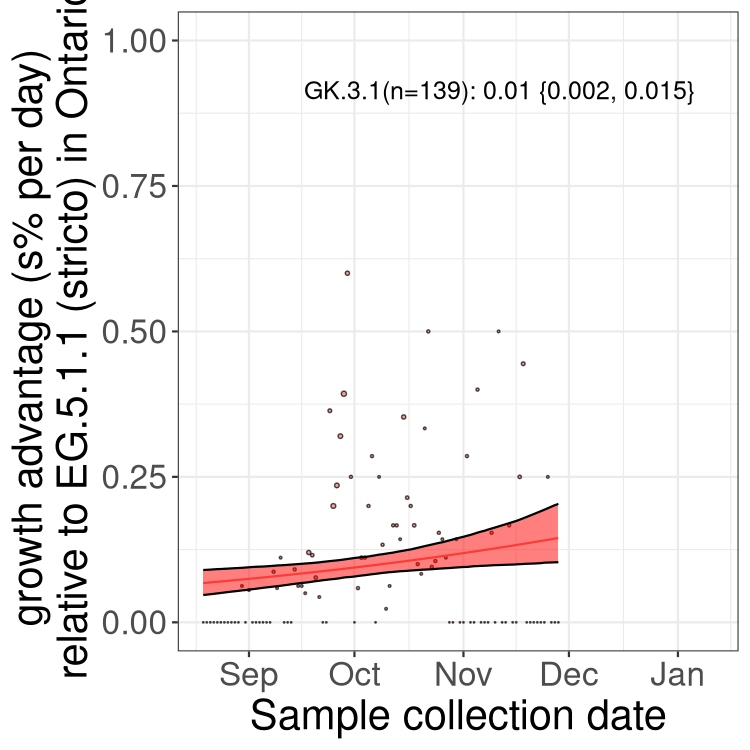 growth advantage (s% per day)
relative to EG.5.1.1 (stricto) in Ontario
1.00
0.75
0.50
0.25
0.00
GK.3.1(n=139): 0.01 {0.002, 0.015}
Sep Oct Nov Dec Jan
Sample collection date